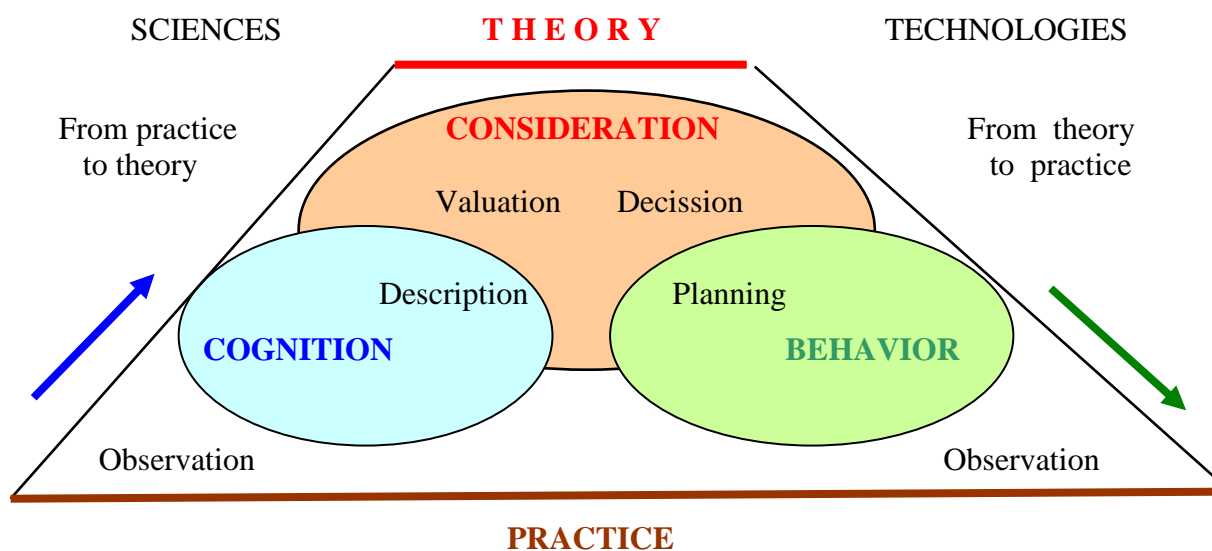 SCIENCES
T H E O R Y
TECHNOLOGIES
From practice
to theory
From theory
to practice
CONSIDERATION
Valuation
Decission
Description
Planning
COGNITION
BEHAVIOR
Observation
Observation
PRACTICE